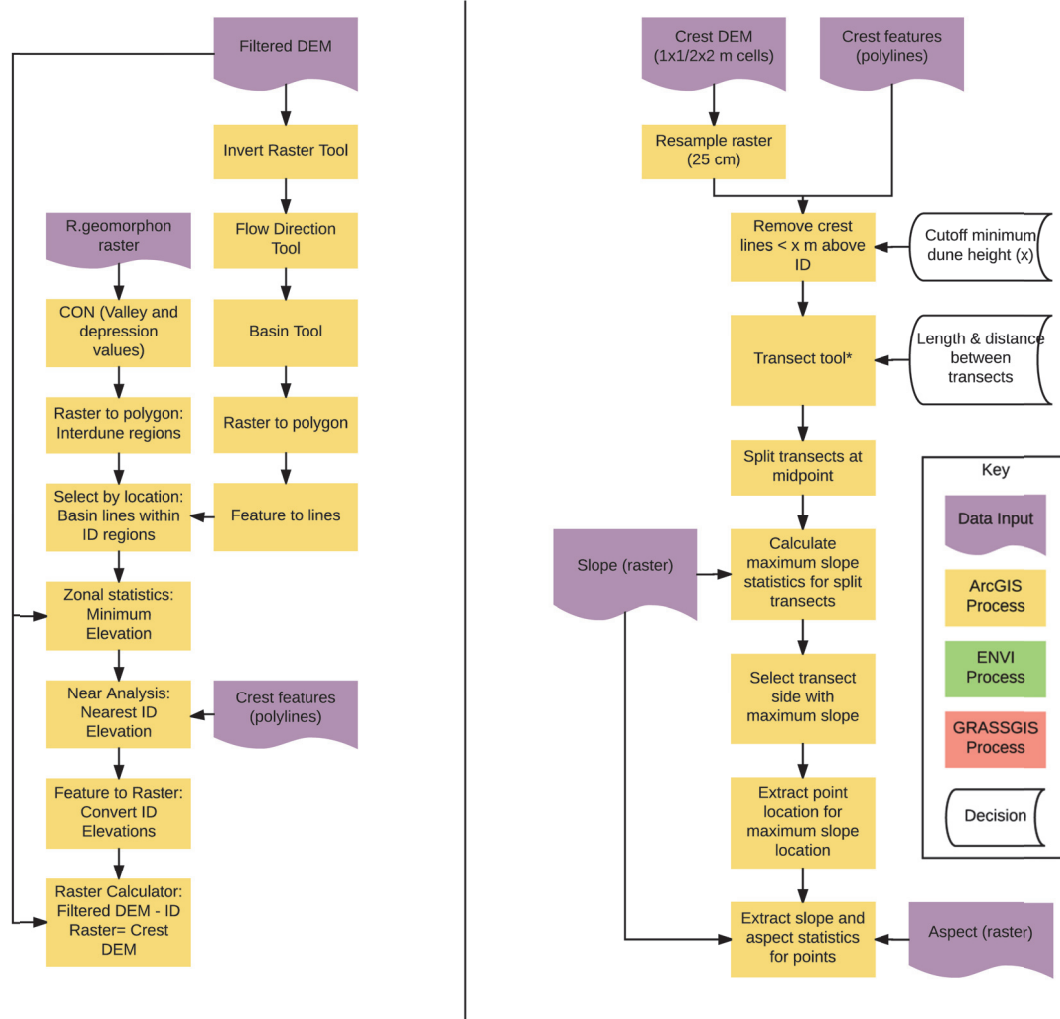 Filtered DEM
Invert Raster Tool
R.geomorphon
raster
Flow Direction
Tool
CON (Valley and
depression
values)
Basin Tool
Raster to polygon:
Interdune regions
Raster to polygon
Select by location:
Basin lines within
ID regions
Feature to lines
Zonal statistics:
Minimum
Elevation
Near Analysis:
Nearest ID
Elevation
Crest features
(polylines)
Feature to Raster:
Convert ID
Elevations
Raster Calculator:
Filtered DEM - ID
Raster= Crest
DEM
Crest DEM
(1x1/2x2 m cells)
Crest features
(polylines)
Resample raster
(25 cm)
Remove crest
lines < x m above
ID
Cutoff minimum
dune height (x)
Transect tool*
Length & distance
between
transects
Split transects at
midpoint
Slope (raster)
Calculate
maximum slope
statistics for split
transects
Select transect
side with
maximum slope
Extract point
location for
maximum slope
location
Extract slope and
aspect statistics
for points
Aspect (raster)
Key
Data Input
ArcGIS
Process
ENVI
Process
GRASSGIS
Process
Decision